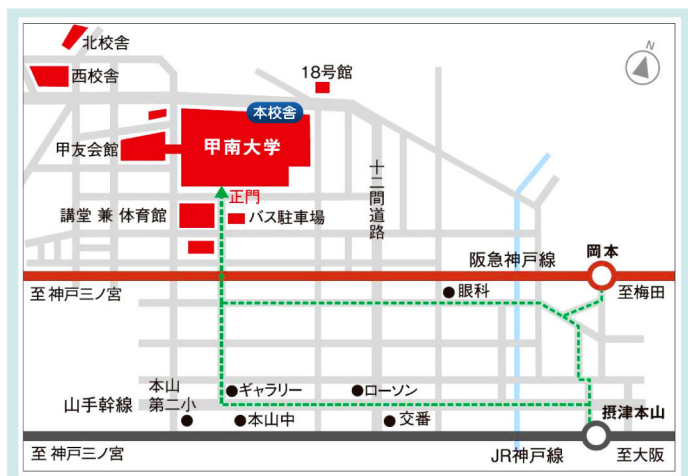 北校舎
N
西校舎
18号館
本校舎
甲南大学
甲友会館
十二間道路
正門
講堂 兼 体育館
バス駐車場
岡本
阪急神戸線
至 神戸三ノ宮
至梅田
眼科
本山
第二小
ギャラリー
ローソン
山手幹線
本山中
交番
摂津本山
至 神戸三ノ宮
JR神戸線
至大阪